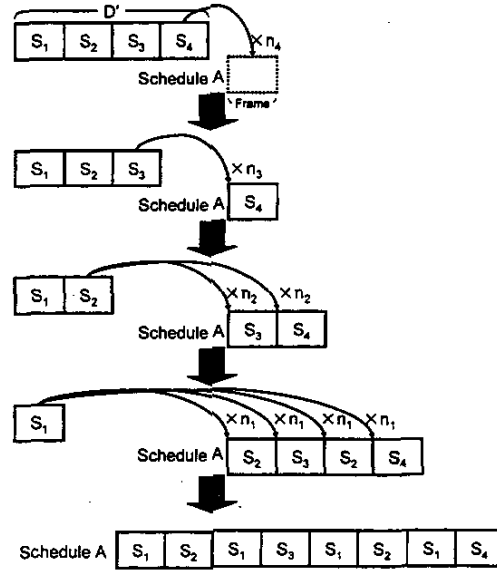 D'
S₁ S₂ S₃ S₄
×n₄
Schedule A
'Frame'
S₁ S₂ S₃
×n₃
Schedule A S₄
S₁ S₂
×n₂ ×n₂
Schedule A S₃ S₄
S₁
×n₁ ×n₁ ×n₁ ×n₁
Schedule A S₂ S₃ S₂ S₄
Schedule A S₁ S₂ S₁ S₃ S₁ S₂ S₁ S₄